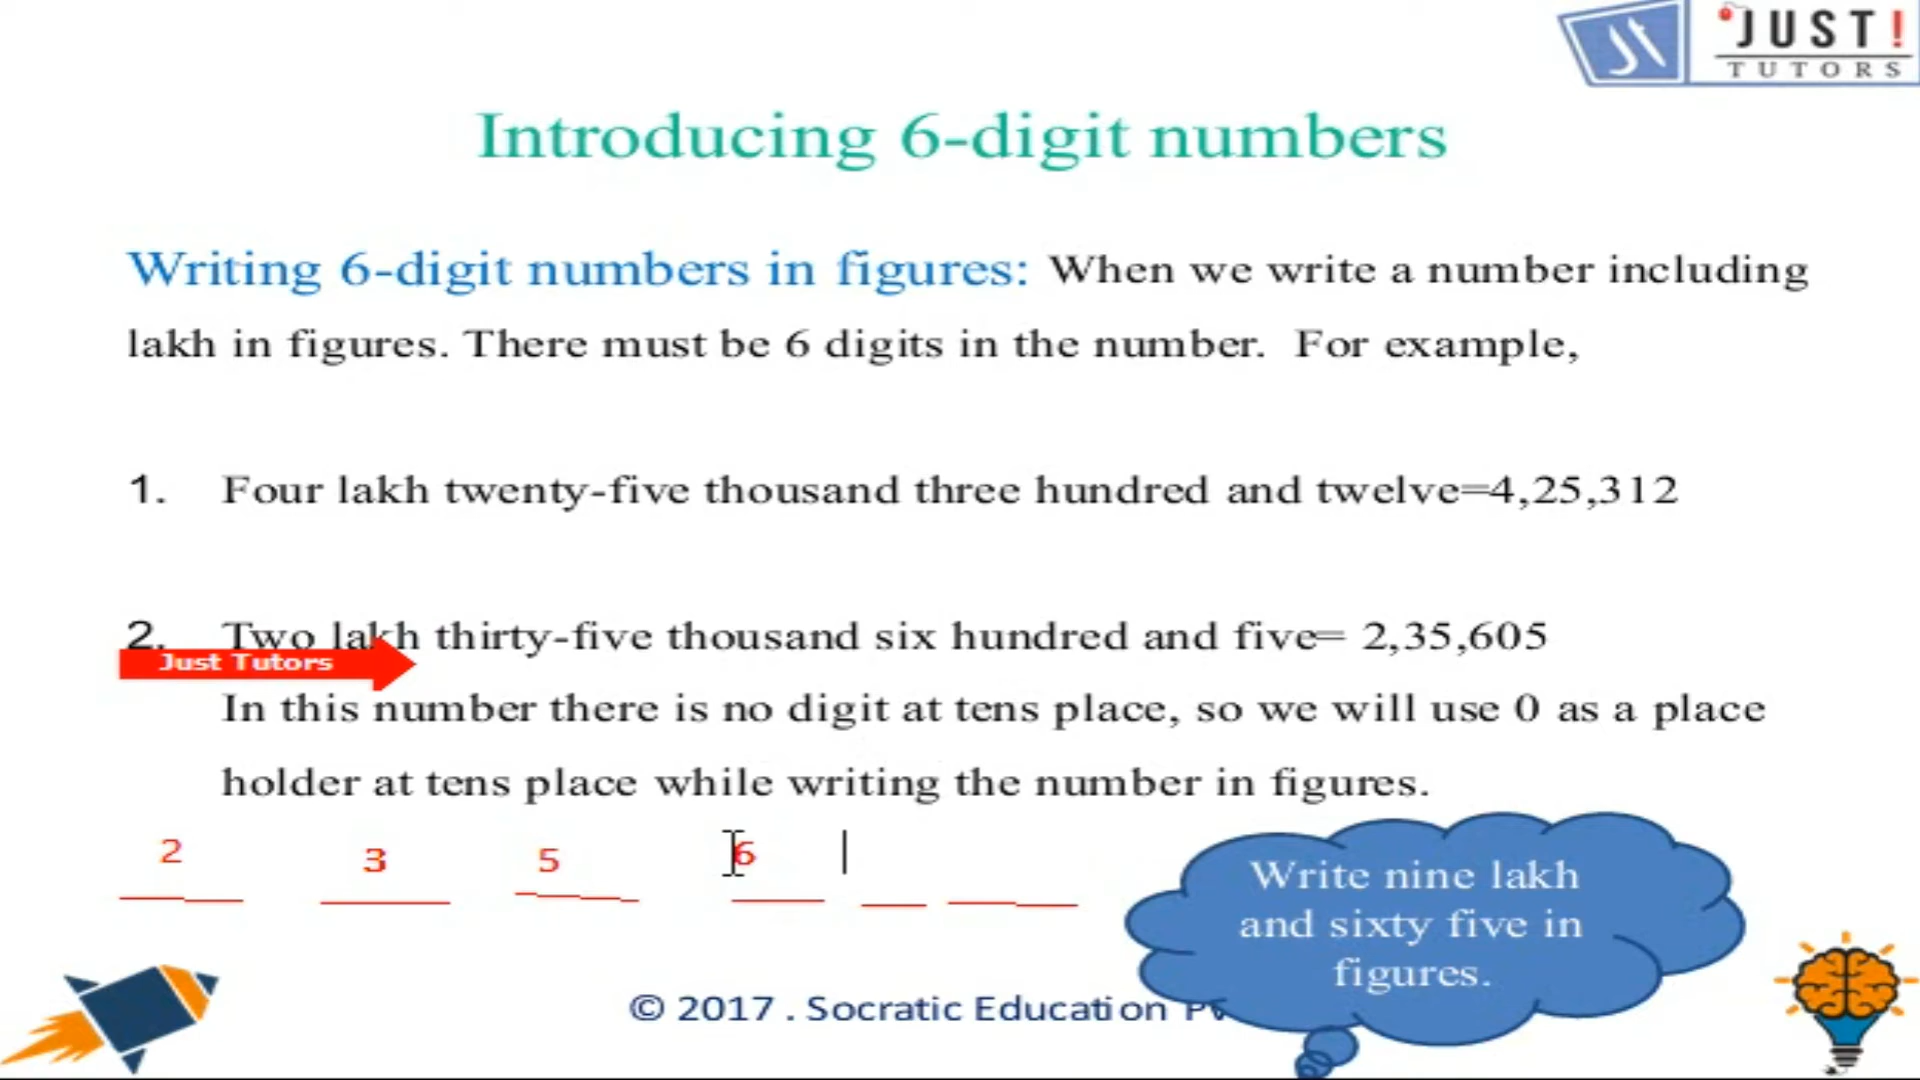 JUST!
TUTORS
Introducing 6-digit numbers
Writing 6-digit numbers in figures: When we write a number including
lakh in figures. There must be 6 digits in the number. For example,
1. Four lakh twenty-five thousand three hundred and twelve=4,25,312
2. Two lakh thirty-five thousand six hundred and five= 2,35,605
Just Tutors
In this number there is no digit at tens place, so we will use 0 as a place
holder at tens place while writing the number in figures.
2 3 5 6
Write nine lakh
and sixty five in
figures.
© 2017 . Socratic Education